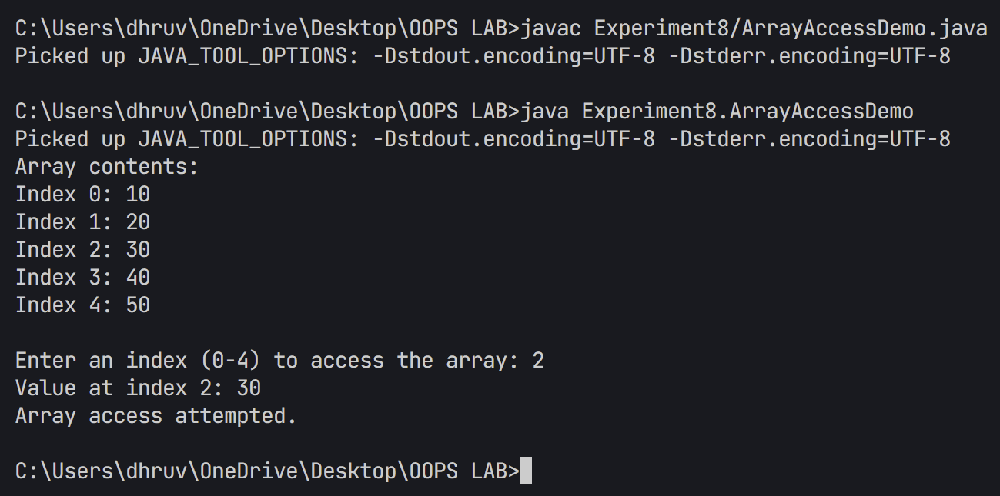 C:\Users\dhruv\OneDrive\Desktop\OOPS LAB>javac Experiment8/ArrayAccessDemo.java
Picked up JAVA_TOOL_OPTIONS: -Dstdout.encoding=UTF-8 -Dstderr.encoding=UTF-8
C:\Users\dhruv\OneDrive\Desktop\OOPS LAB>java Experiment8.ArrayAccessDemo
Picked up JAVA_TOOL_OPTIONS: -Dstdout.encoding=UTF-8 -Dstderr.encoding=UTF-8
Array contents:
Index 0: 10
Index 1: 20
Index 2: 30
Index 3: 40
Index 4: 50
Enter an index (0-4) to access the array: 2
Value at index 2: 30
Array access attempted.
C:\Users\dhruv\OneDrive\Desktop\OOPS LAB>